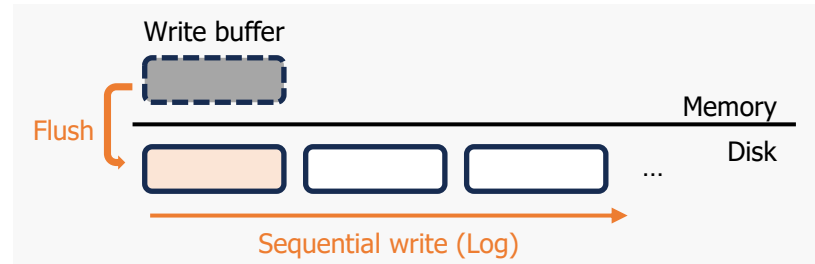 Write buffer
Memory
Flush
Disk
...
Sequential write (Log)